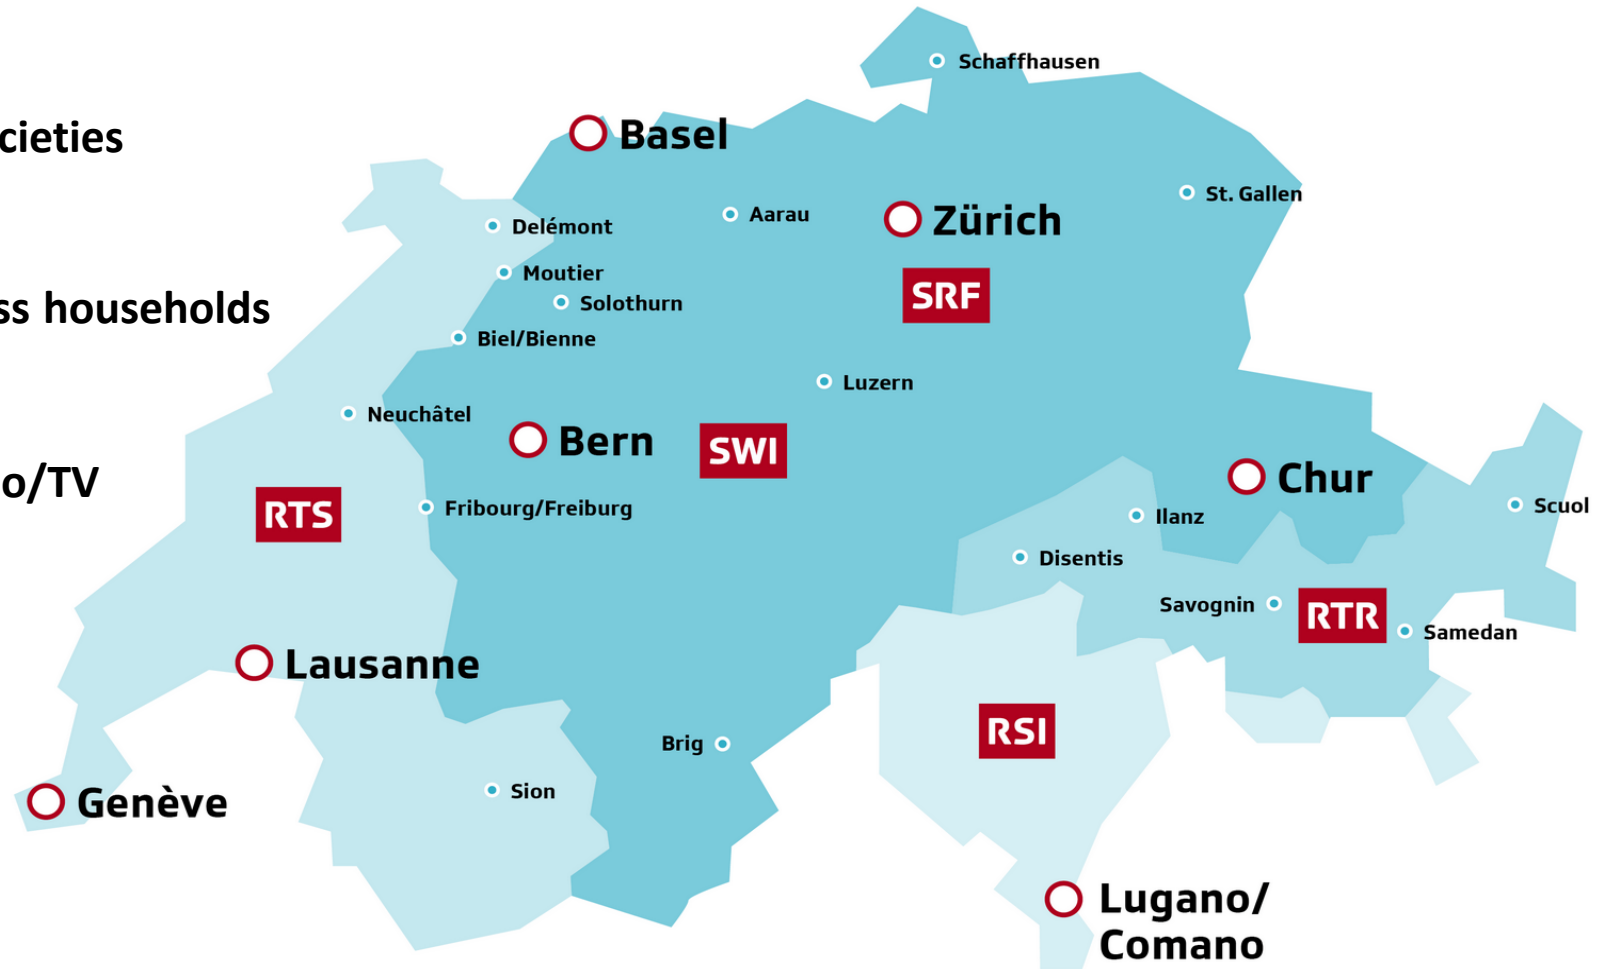 Schaffhausen
cieties
Basel
St. Gallen
Aarau
Zürich
Delémont
Moutier
SRF
Solothurn
ss households
Biel/Bienne
Luzern
Neuchâtel
Bern
SWI
Chur
o/TV
RTS
Fribourg/Freiburg
Scuol
Ilanz
Disentis
Savognin
RTR
Samedan
Lausanne
RSI
Brig
Sion
Genève
Lugano/
Comano